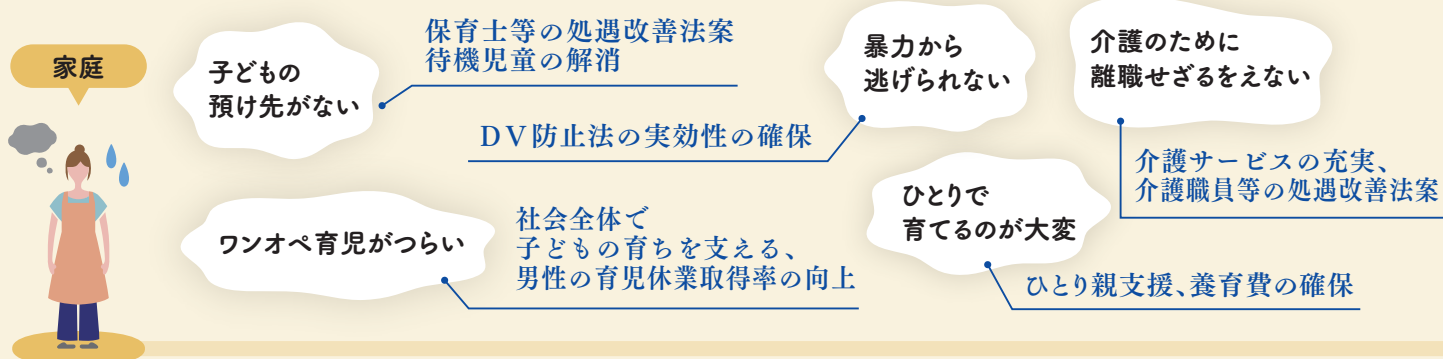 家庭
子どもの
預け先がない
保育士等の処遇改善法案
待機児童の解消
暴力から
逃げられない
DV防止法の実効性の確保
介護のために
離職せざるをえない
介護サービスの充実、
介護職員等の処遇改善法案
ワンオペ育児がつらい
社会全体で
子どもの育ちを支える、
男性の育児休業取得率の向上
ひとりで
育てるのが大変
ひとり親支援、養育費の確保